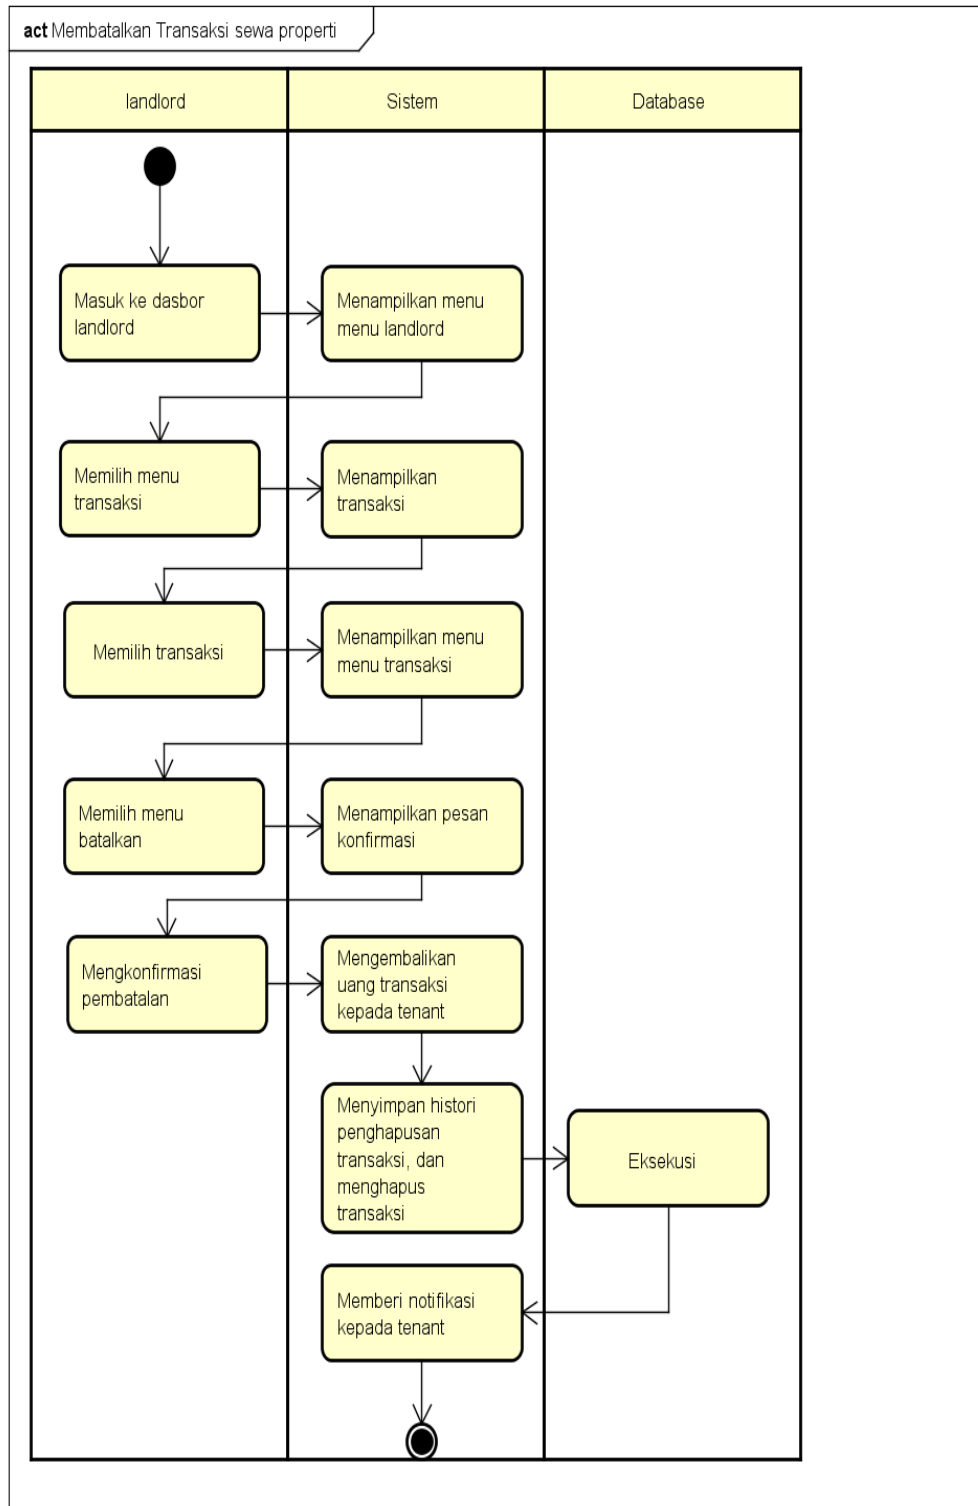 act Membatalkan Transaksi sewa properti
landlord
Sistem
Database
Masuk ke dasbor
landlord
Menampilkan menu
menu landlord
Memilih menu
transaksi
Menampilkan
transaksi
Memilih transaksi
Menampilkan menu
menu transaksi
Memilih menu
batalkan
Menampilkan pesan
konfirmasi
Mengkonfirmasi
pembatalan
Mengembalikan
uang transaksi
kepada tenant
Menyimpan histori
penghapusan
transaksi, dan
menghapus
transaksi
Eksekusi
Memberi notifikasi
kepada tenant